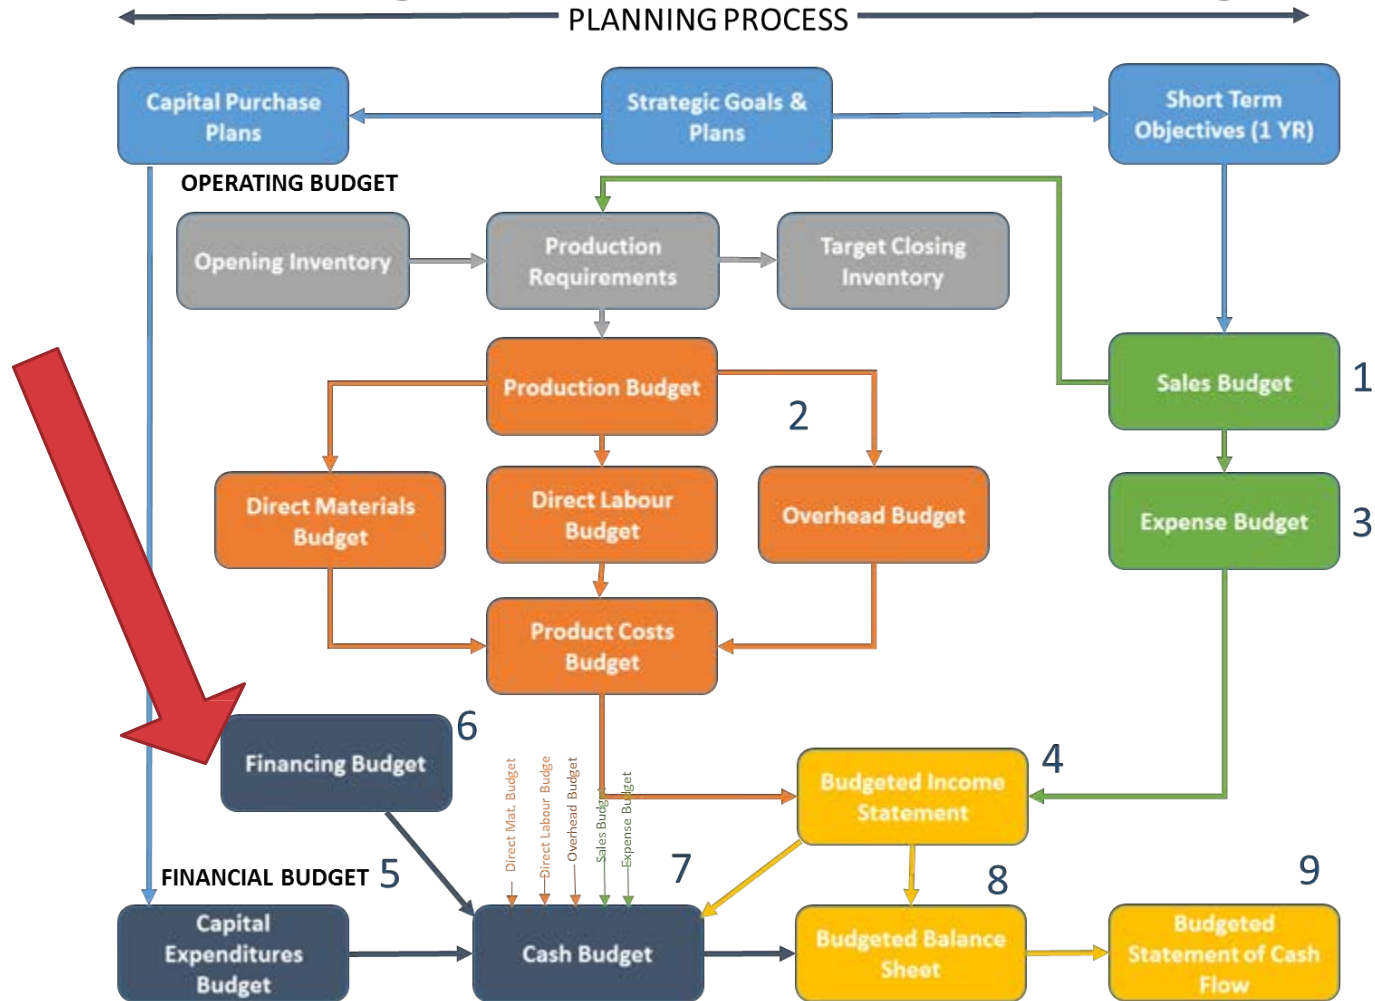 PLANNING PROCESS
Capital Purchase
Plans
Strategic Goals &
Plans
Short Term
Objectives (1 YR)
OPERATING BUDGET
Opening Inventory
Production
Requirements
Target Closing
Inventory
Production Budget
2
Sales Budget
1
Direct Materials
Budget
Direct Labour
Budget
Overhead Budget
Expense Budget
3
Product Costs
Budget
Financing Budget
6
Direct Mat. Budget
Direct Labour Budge
Overhead Budget
Sales Budget
Expense Budget
Budgeted Income
Statement
4
FINANCIAL BUDGET
5
7
8
9
Capital
Expenditures
Budget
Cash Budget
Budgeted Balance
Sheet
Budgeted
Statement of Cash
Flow